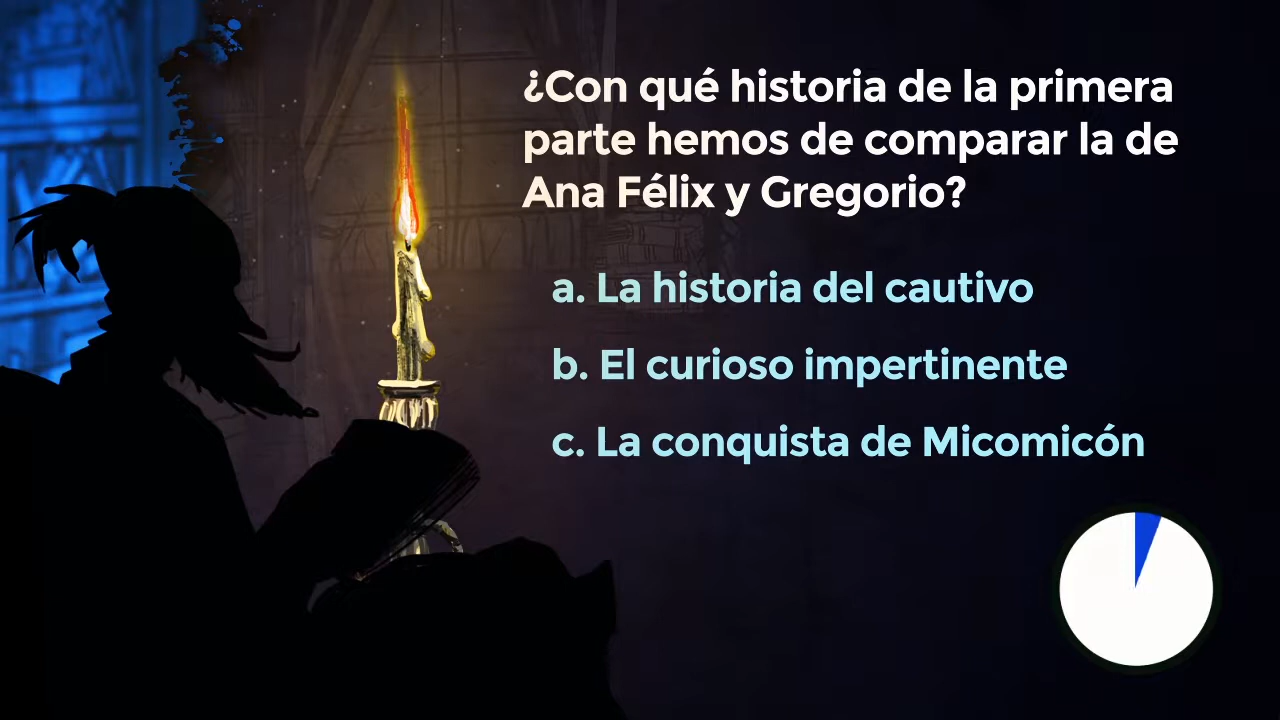 ¿Con qué historia de la primera
parte hemos de comparar la de
Ana Félix y Gregorio?
a. La historia del cautivo
b. El curioso impertinente
c. La conquista de Micomicón